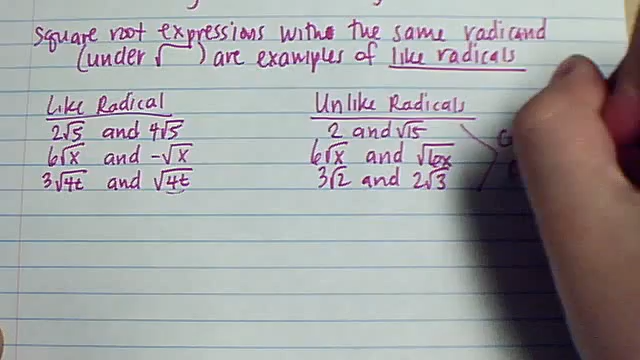 Square root expressions with the same radicand
(under √ ) are examples of like radicals
Like Radical
2√5 and 4√5
6√x and -√x
3√4t and √4t
Unlike Radicals
2 and √15
6√x and √6x
3√2 and 2√3